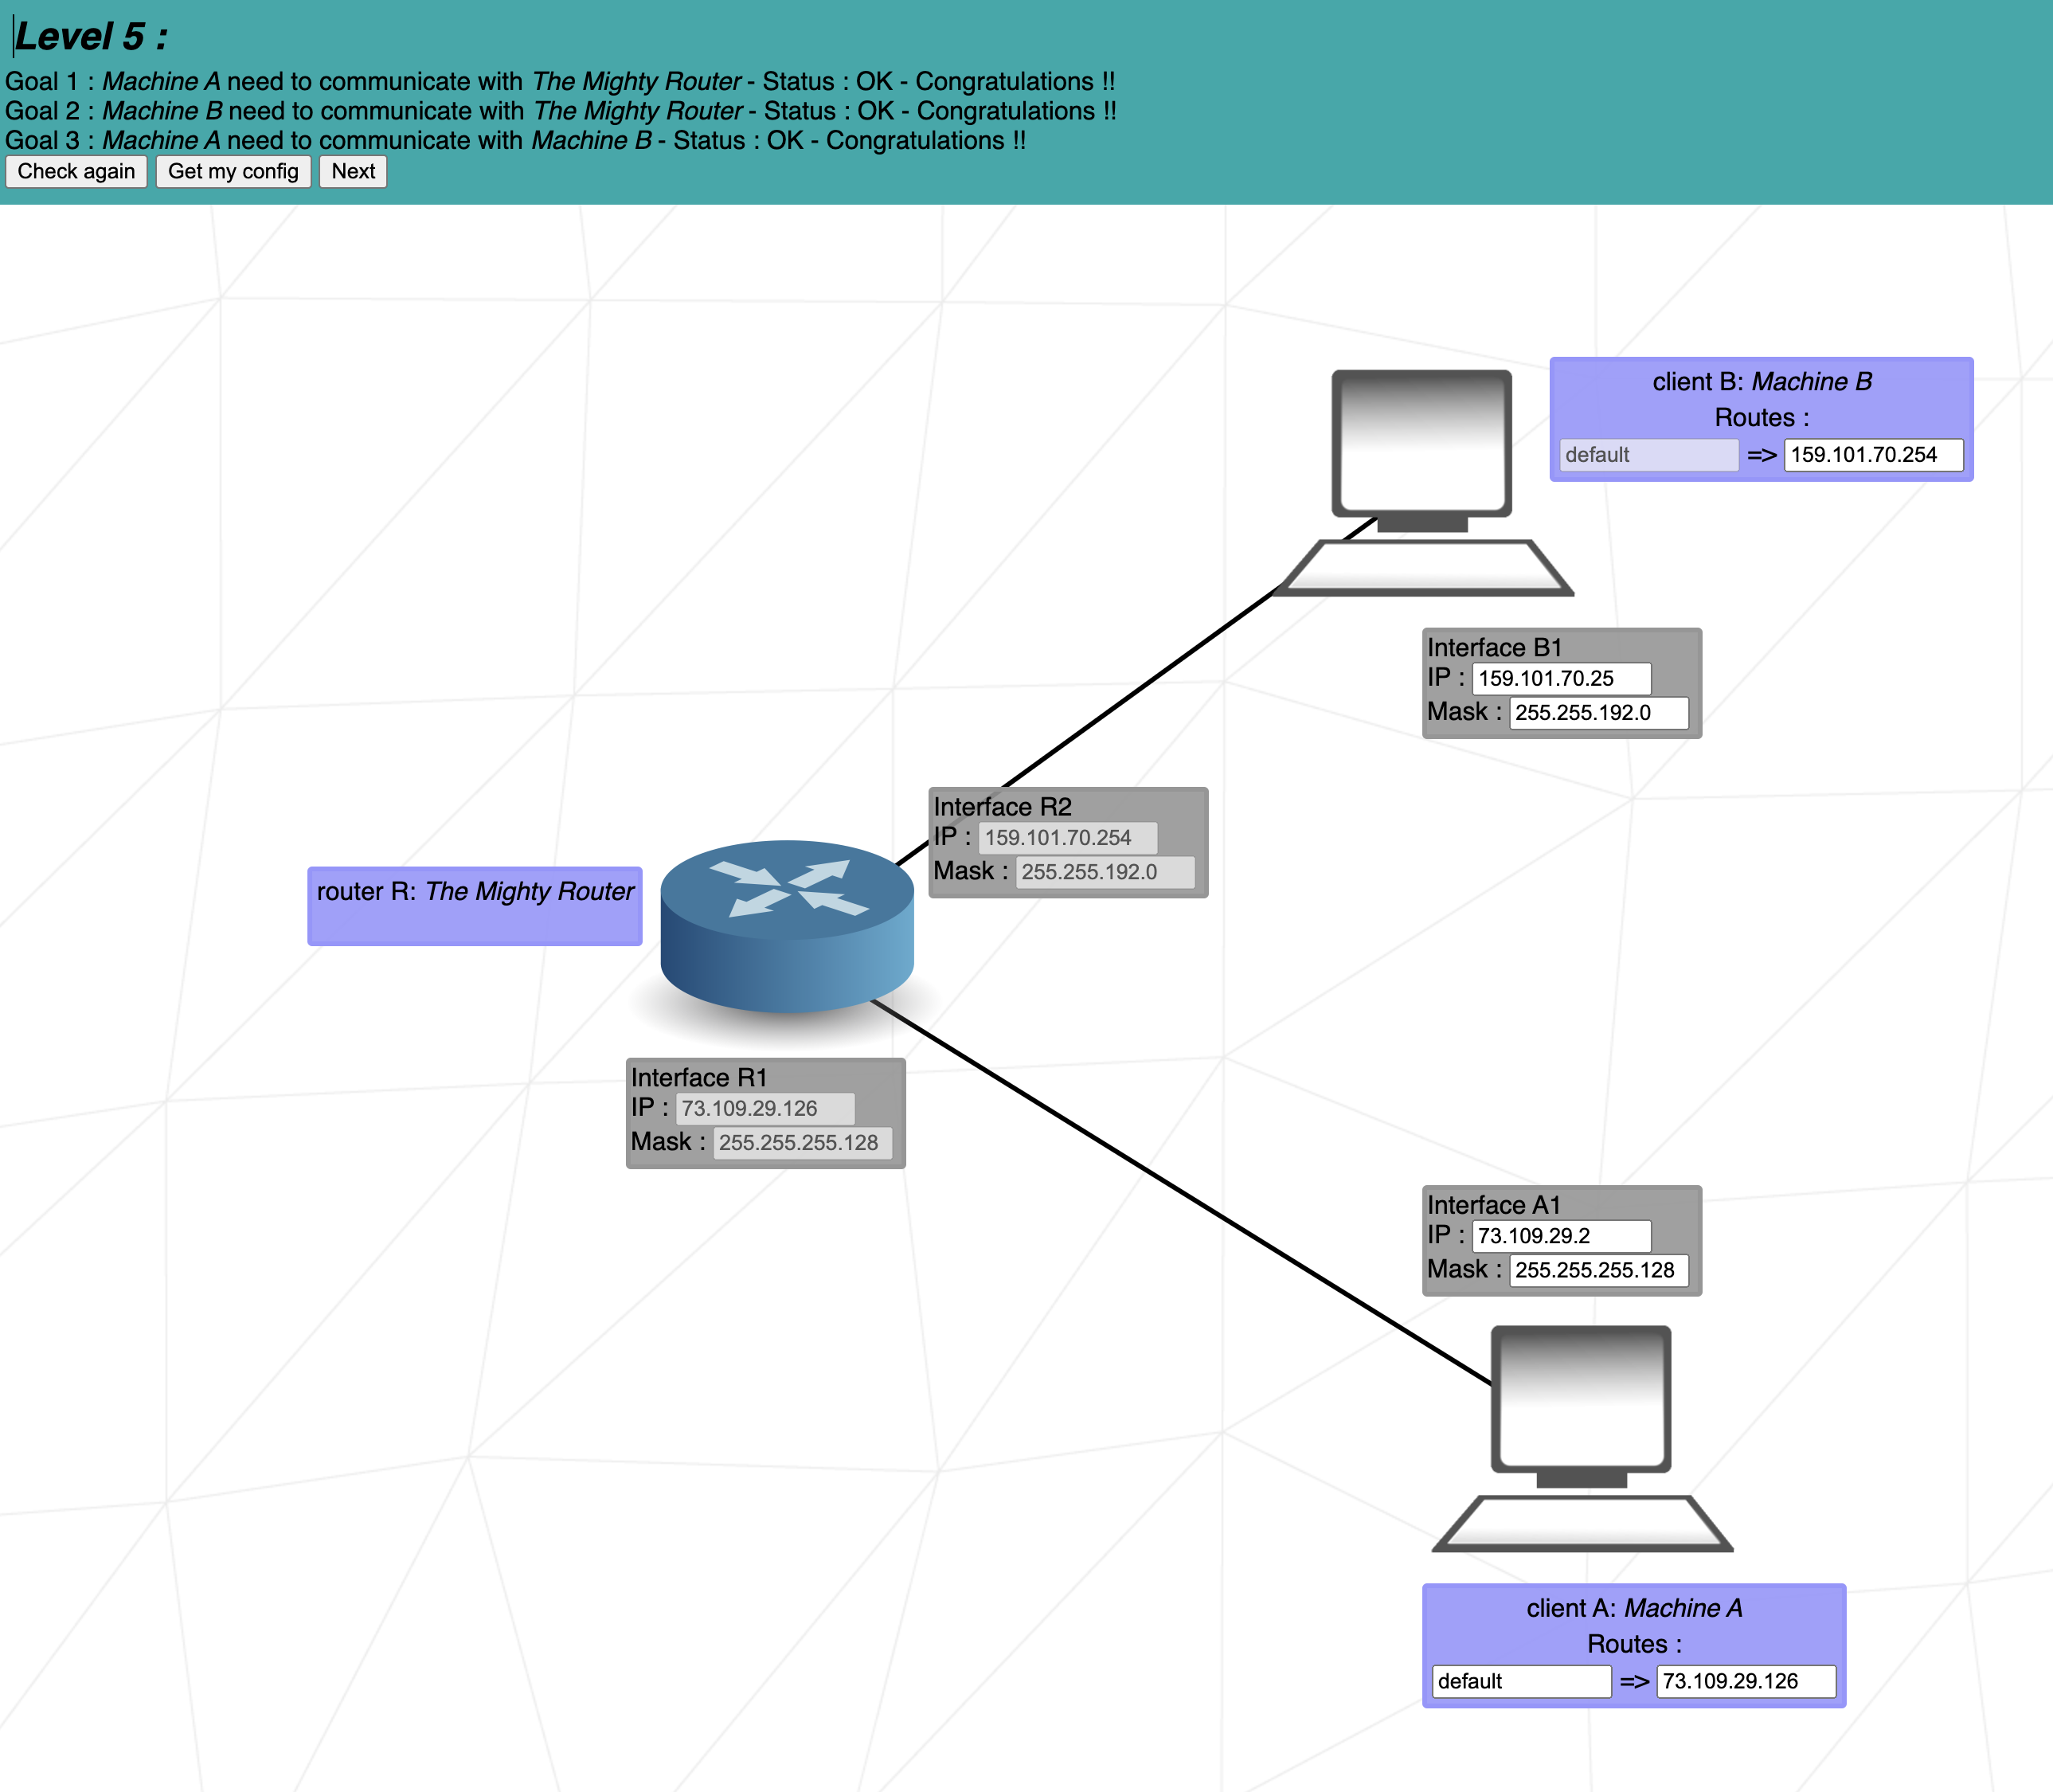 Level 5 :
Goal 1 : Machine A need to communicate with The Mighty Router - Status : OK - Congratulations !!
Goal 2 : Machine B need to communicate with The Mighty Router - Status : OK - Congratulations !!
Goal 3 : Machine A need to communicate with Machine B - Status : OK - Congratulations !!
Check again Get my config Next
client B: Machine B
Routes :
default => 159.101.70.254
Interface B1
IP : 159.101.70.25
Mask : 255.255.192.0
Interface R2
IP : 159.101.70.254
Mask : 255.255.192.0
router R: The Mighty Router
Interface R1
IP : 73.109.29.126
Mask : 255.255.255.128
Interface A1
IP : 73.109.29.2
Mask : 255.255.255.128
client A: Machine A
Routes :
default => 73.109.29.126